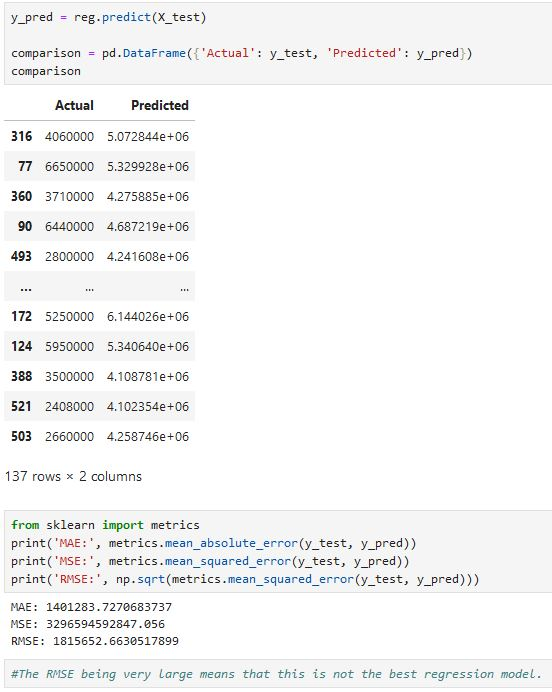 y_pred = reg.predict(X_test)
comparison = pd.DataFrame({'Actual': y_test, 'Predicted': y_pred})
comparison
Actual Predicted
316 4060000 5.072844e+06
77 6650000 5.329928e+06
360 3710000 4.275885e+06
90 6440000 4.687219e+06
493 2800000 4.241608e+06
... ... ...
172 5250000 6.144026e+06
124 5950000 5.340640e+06
388 3500000 4.108781e+06
521 2408000 4.102354e+06
503 2660000 4.258746e+06
137 rows × 2 columns
from sklearn import metrics
print('MAE:', metrics.mean_absolute_error(y_test, y_pred))
print('MSE:', metrics.mean_squared_error(y_test, y_pred))
print('RMSE:', np.sqrt(metrics.mean_squared_error(y_test, y_pred)))
MAE: 1401283.7270683737
MSE: 3296594592847.056
RMSE: 1815652.6630517899
#The RMSE being very large means that this is not the best regression model.